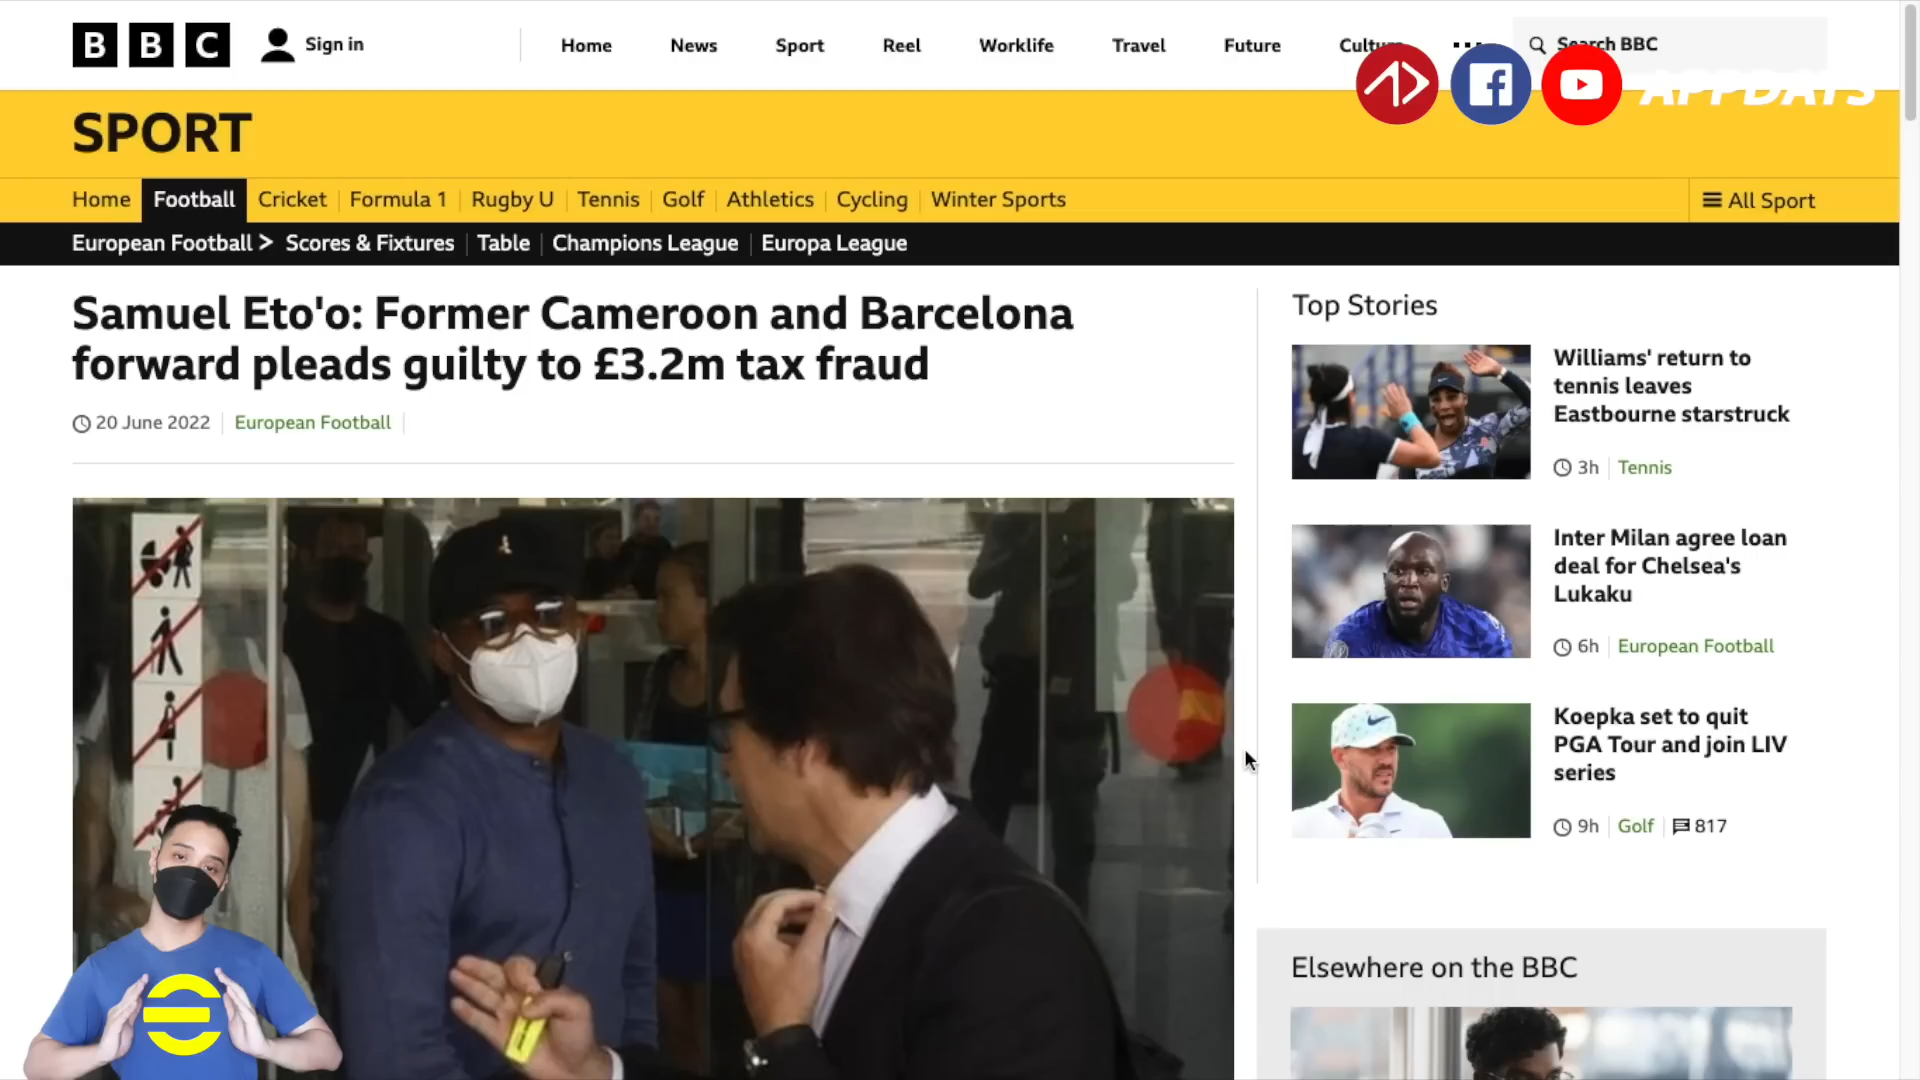 BBC
Sign in
Home
News
Sport
Reel
Worklife
Travel
Future
Search BBC
APPDAYS
SPORT
Home
Football
Cricket
Formula 1
Rugby U
Tennis
Golf
Athletics
Cycling
Winter Sports
All Sport
European Football
Scores & Fixtures
Table
Champions League
Europa League
Samuel Eto'o: Former Cameroon and Barcelona
forward pleads guilty to £3.2m tax fraud
20 June 2022
European Football
Top Stories
Williams' return to
tennis leaves
Eastbourne starstruck
3h
Tennis
Inter Milan agree loan
deal for Chelsea's
Lukaku
6h
European Football
Koepka set to quit
PGA Tour and join LIV
series
9h
Golf
817
Elsewhere on the BBC